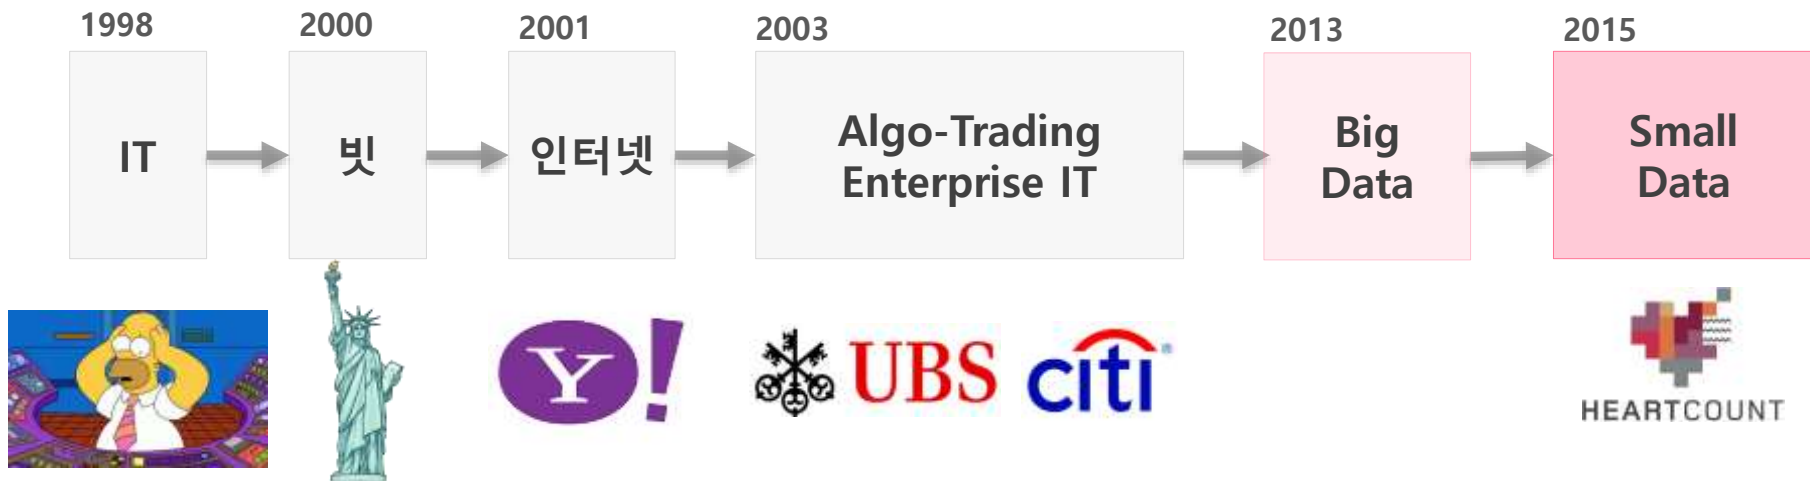 1998
2000
2001
2003
2013
2015
IT
빗
인터넷
Algo-Trading
Enterprise IT
Big
Data
Small
Data
Y!
UBS
citi
HEARTCOUNT